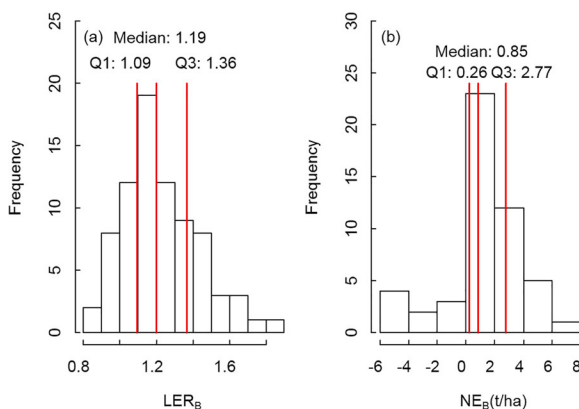 (a)
Median: 1.19
Q1: 1.09 Q3: 1.36
Frequency
25
20
15
10
5
0
0.8 1.2 1.6
LER_B
(b)
Median: 0.85
Q1: 0.26 Q3: 2.77
Frequency
30
25
20
15
10
5
0
-6 -4 -2 0 2 4 6 8
NE_B(t/ha)